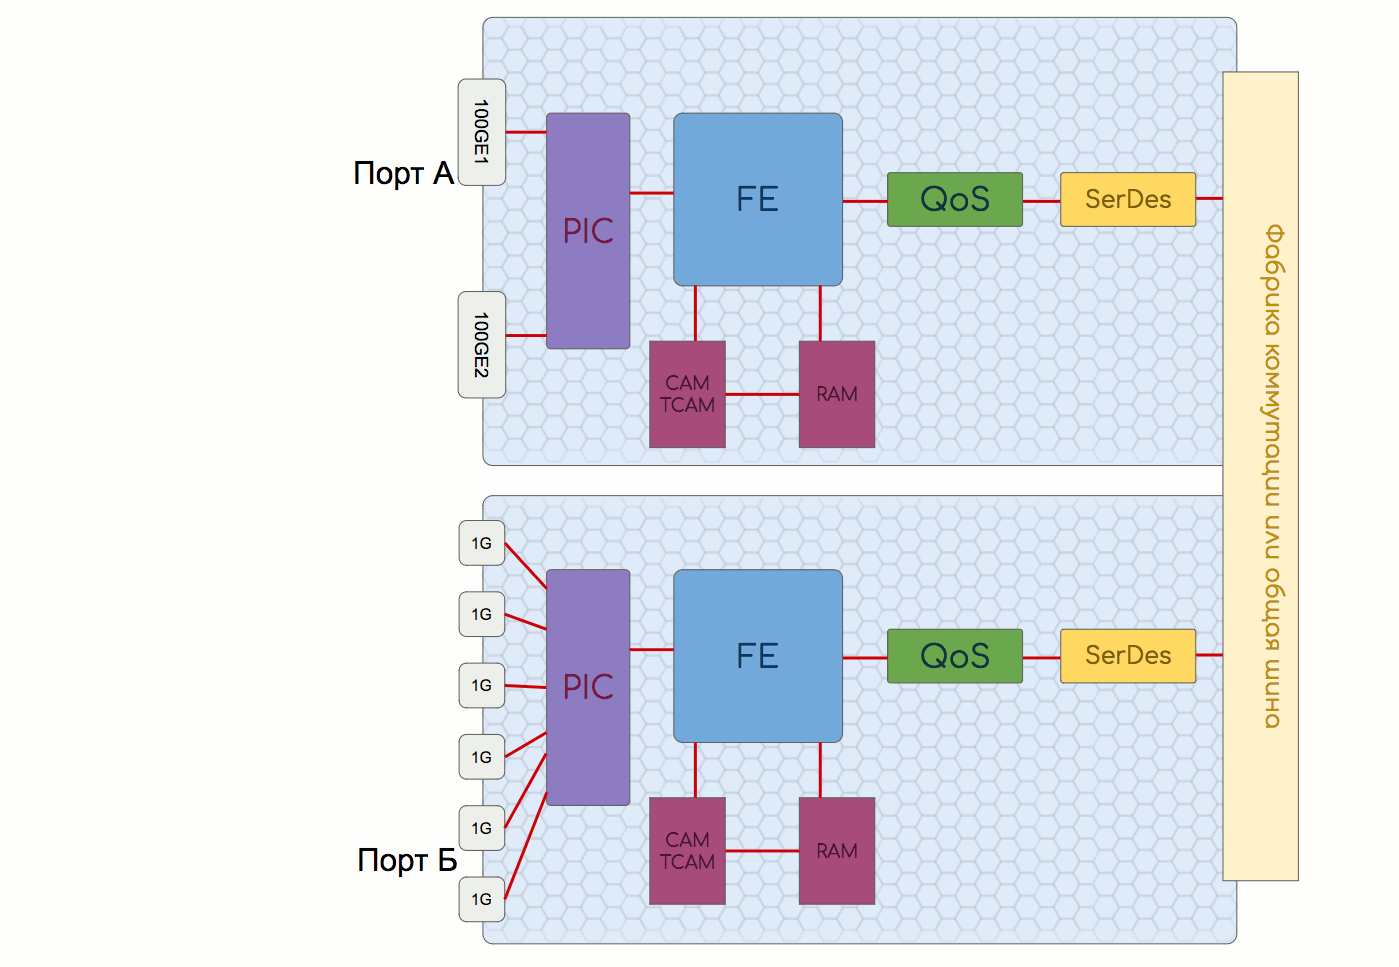 100GE1
Порт А
PIC
FE
QoS
SerDes
100GE2
CAM
TCAM
RAM
Фабрика коммутации или общая шина
1G
1G
1G
1G
1G
Порт Б
1G
PIC
FE
QoS
SerDes
CAM
TCAM
RAM